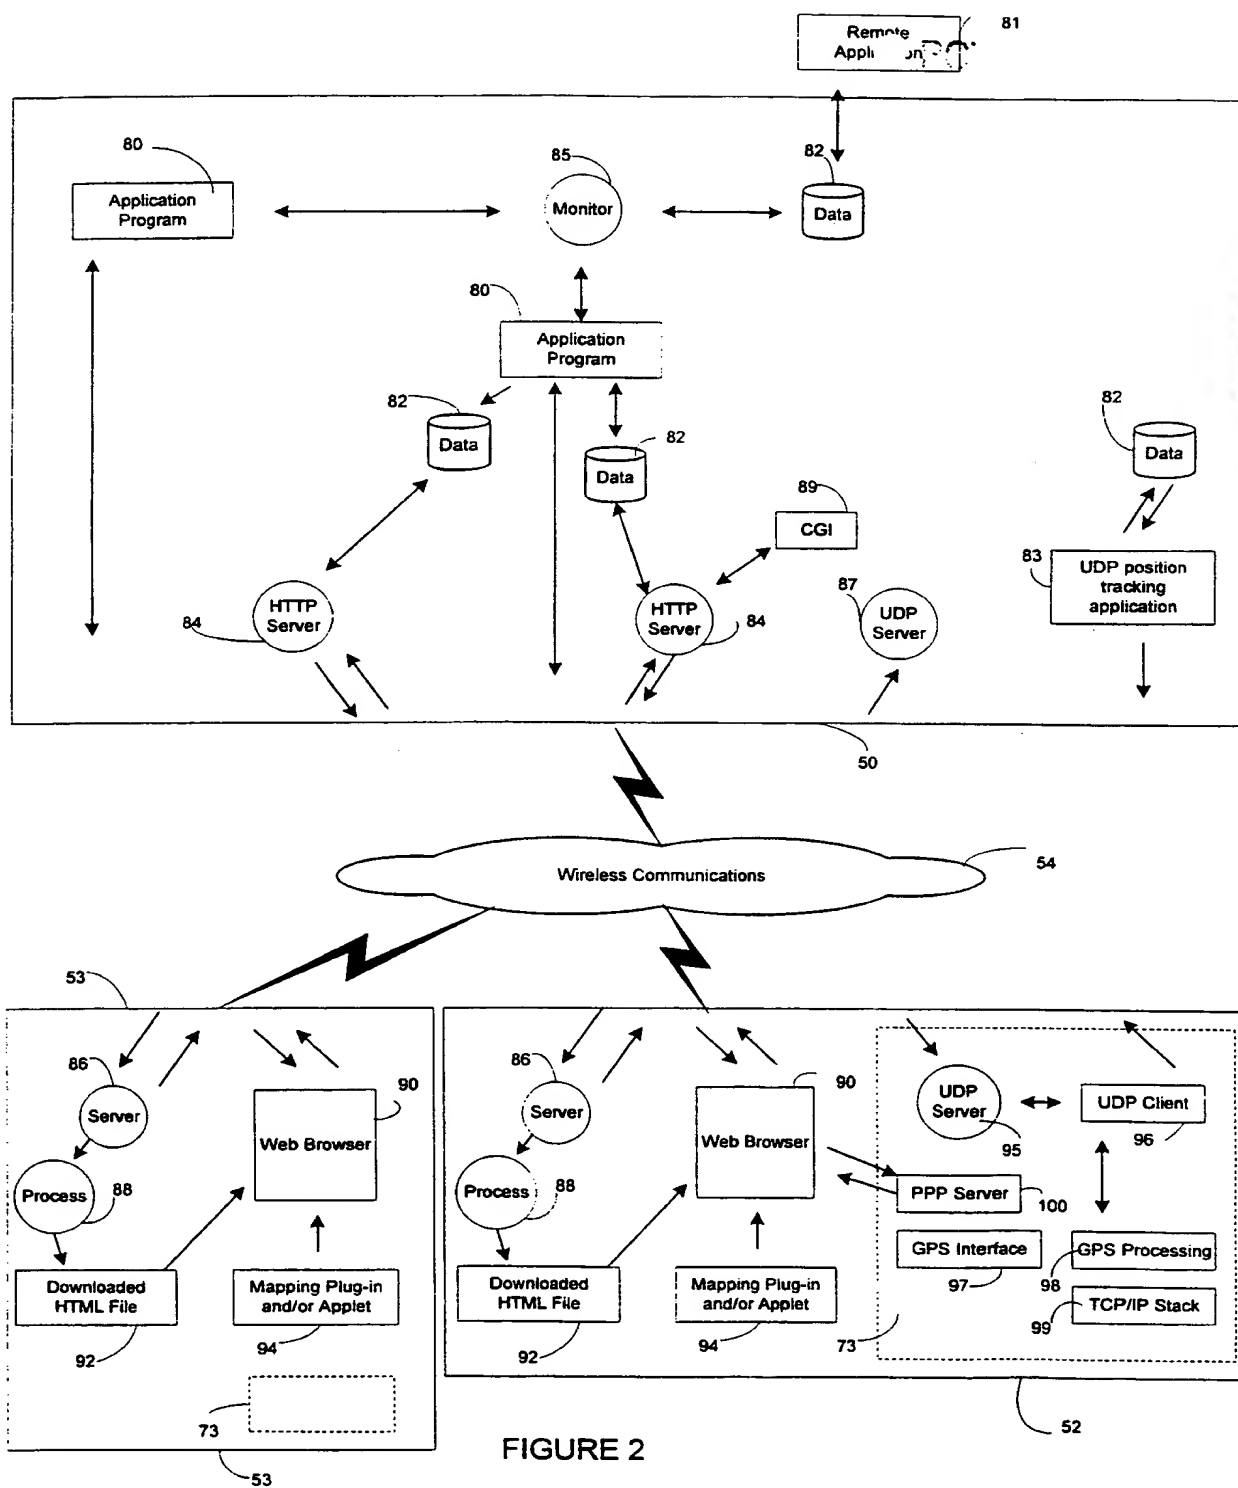 81
Remote
80
85
82
Application
Program
Monitor
Data
80
Application
Program
82
Data
82
Data
82
Data
89
CGI
HTTP
Server
84
HTTP
Server
84
87
UDP
Server
83
UDP position
tracking
application
50
Wireless Communications
54
53
86
Server
90
Web Browser
Process
88
Downloaded
HTML File
92
Mapping Plug-in
and/or Applet
94
73
53
86
Server
90
Web Browser
Process
88
Downloaded
HTML File
92
Mapping Plug-in
and/or Applet
94
UDP
Server
95
UDP Client
96
PPP Server
100
GPS Interface
97
GPS Processing
98
TCP/IP Stack
99
73
52
FIGURE 2